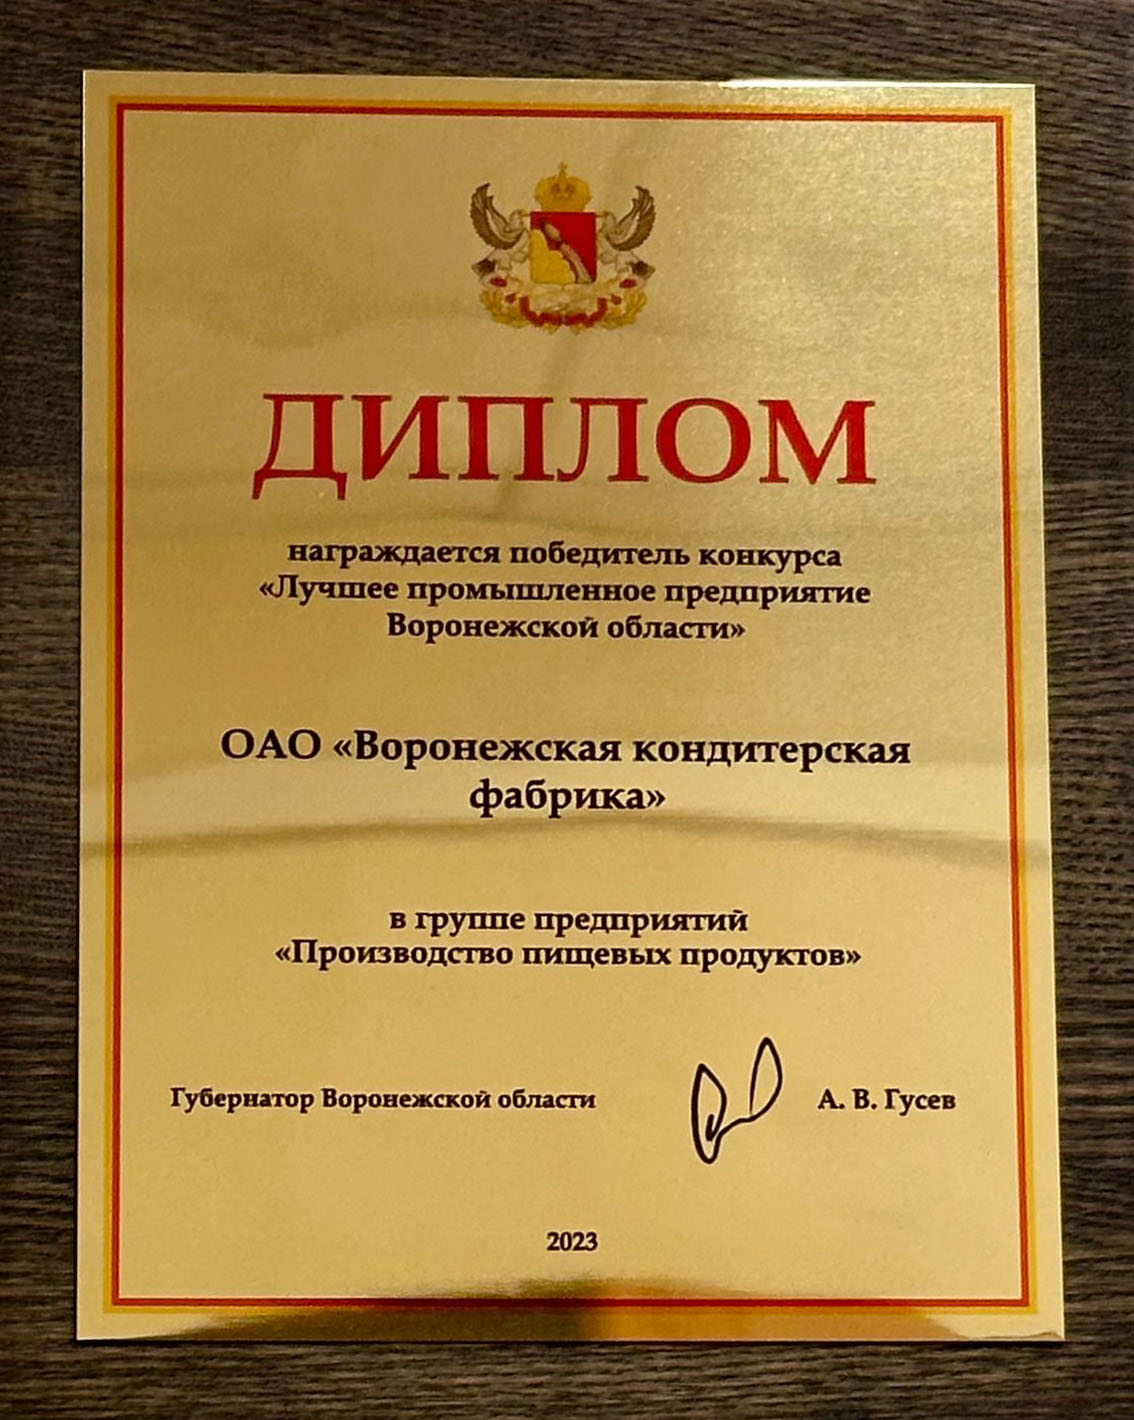 ДИПЛОМ
награждается победитель конкурса
«Лучшее промышленное предприятие
Воронежской области»
ОАО «Воронежская кондитерская
фабрика»
в группе предприятий
«Производство пищевых продуктов»
Губернатор Воронежской области А. В. Гусев
2023